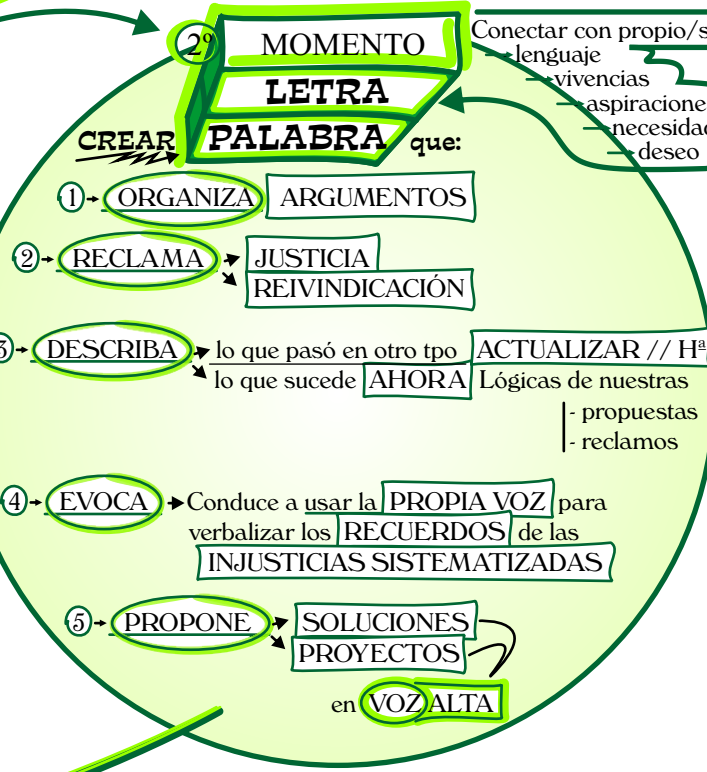 2º MOMENTO
LETRA
CREAR PALABRA que:
Conectar con propio/s
lenguaje
vivencias
aspiracione
necesidad
deseo
1 ORGANIZA ARGUMENTOS
2 RECLAMA JUSTICIA
REIVINDICACIÓN
3 DESCRIBA lo que pasó en otro tpo ACTUALIZAR // Hª
lo que sucede AHORA Lógicas de nuestras
- propuestas
- reclamos
4 EVOCA Conduce a usar la PROPIA VOZ para
verbalizar los RECUERDOS de las
INJUSTICIAS SISTEMATIZADAS
5 PROPONE SOLUCIONES
PROYECTOS
en VOZ ALTA